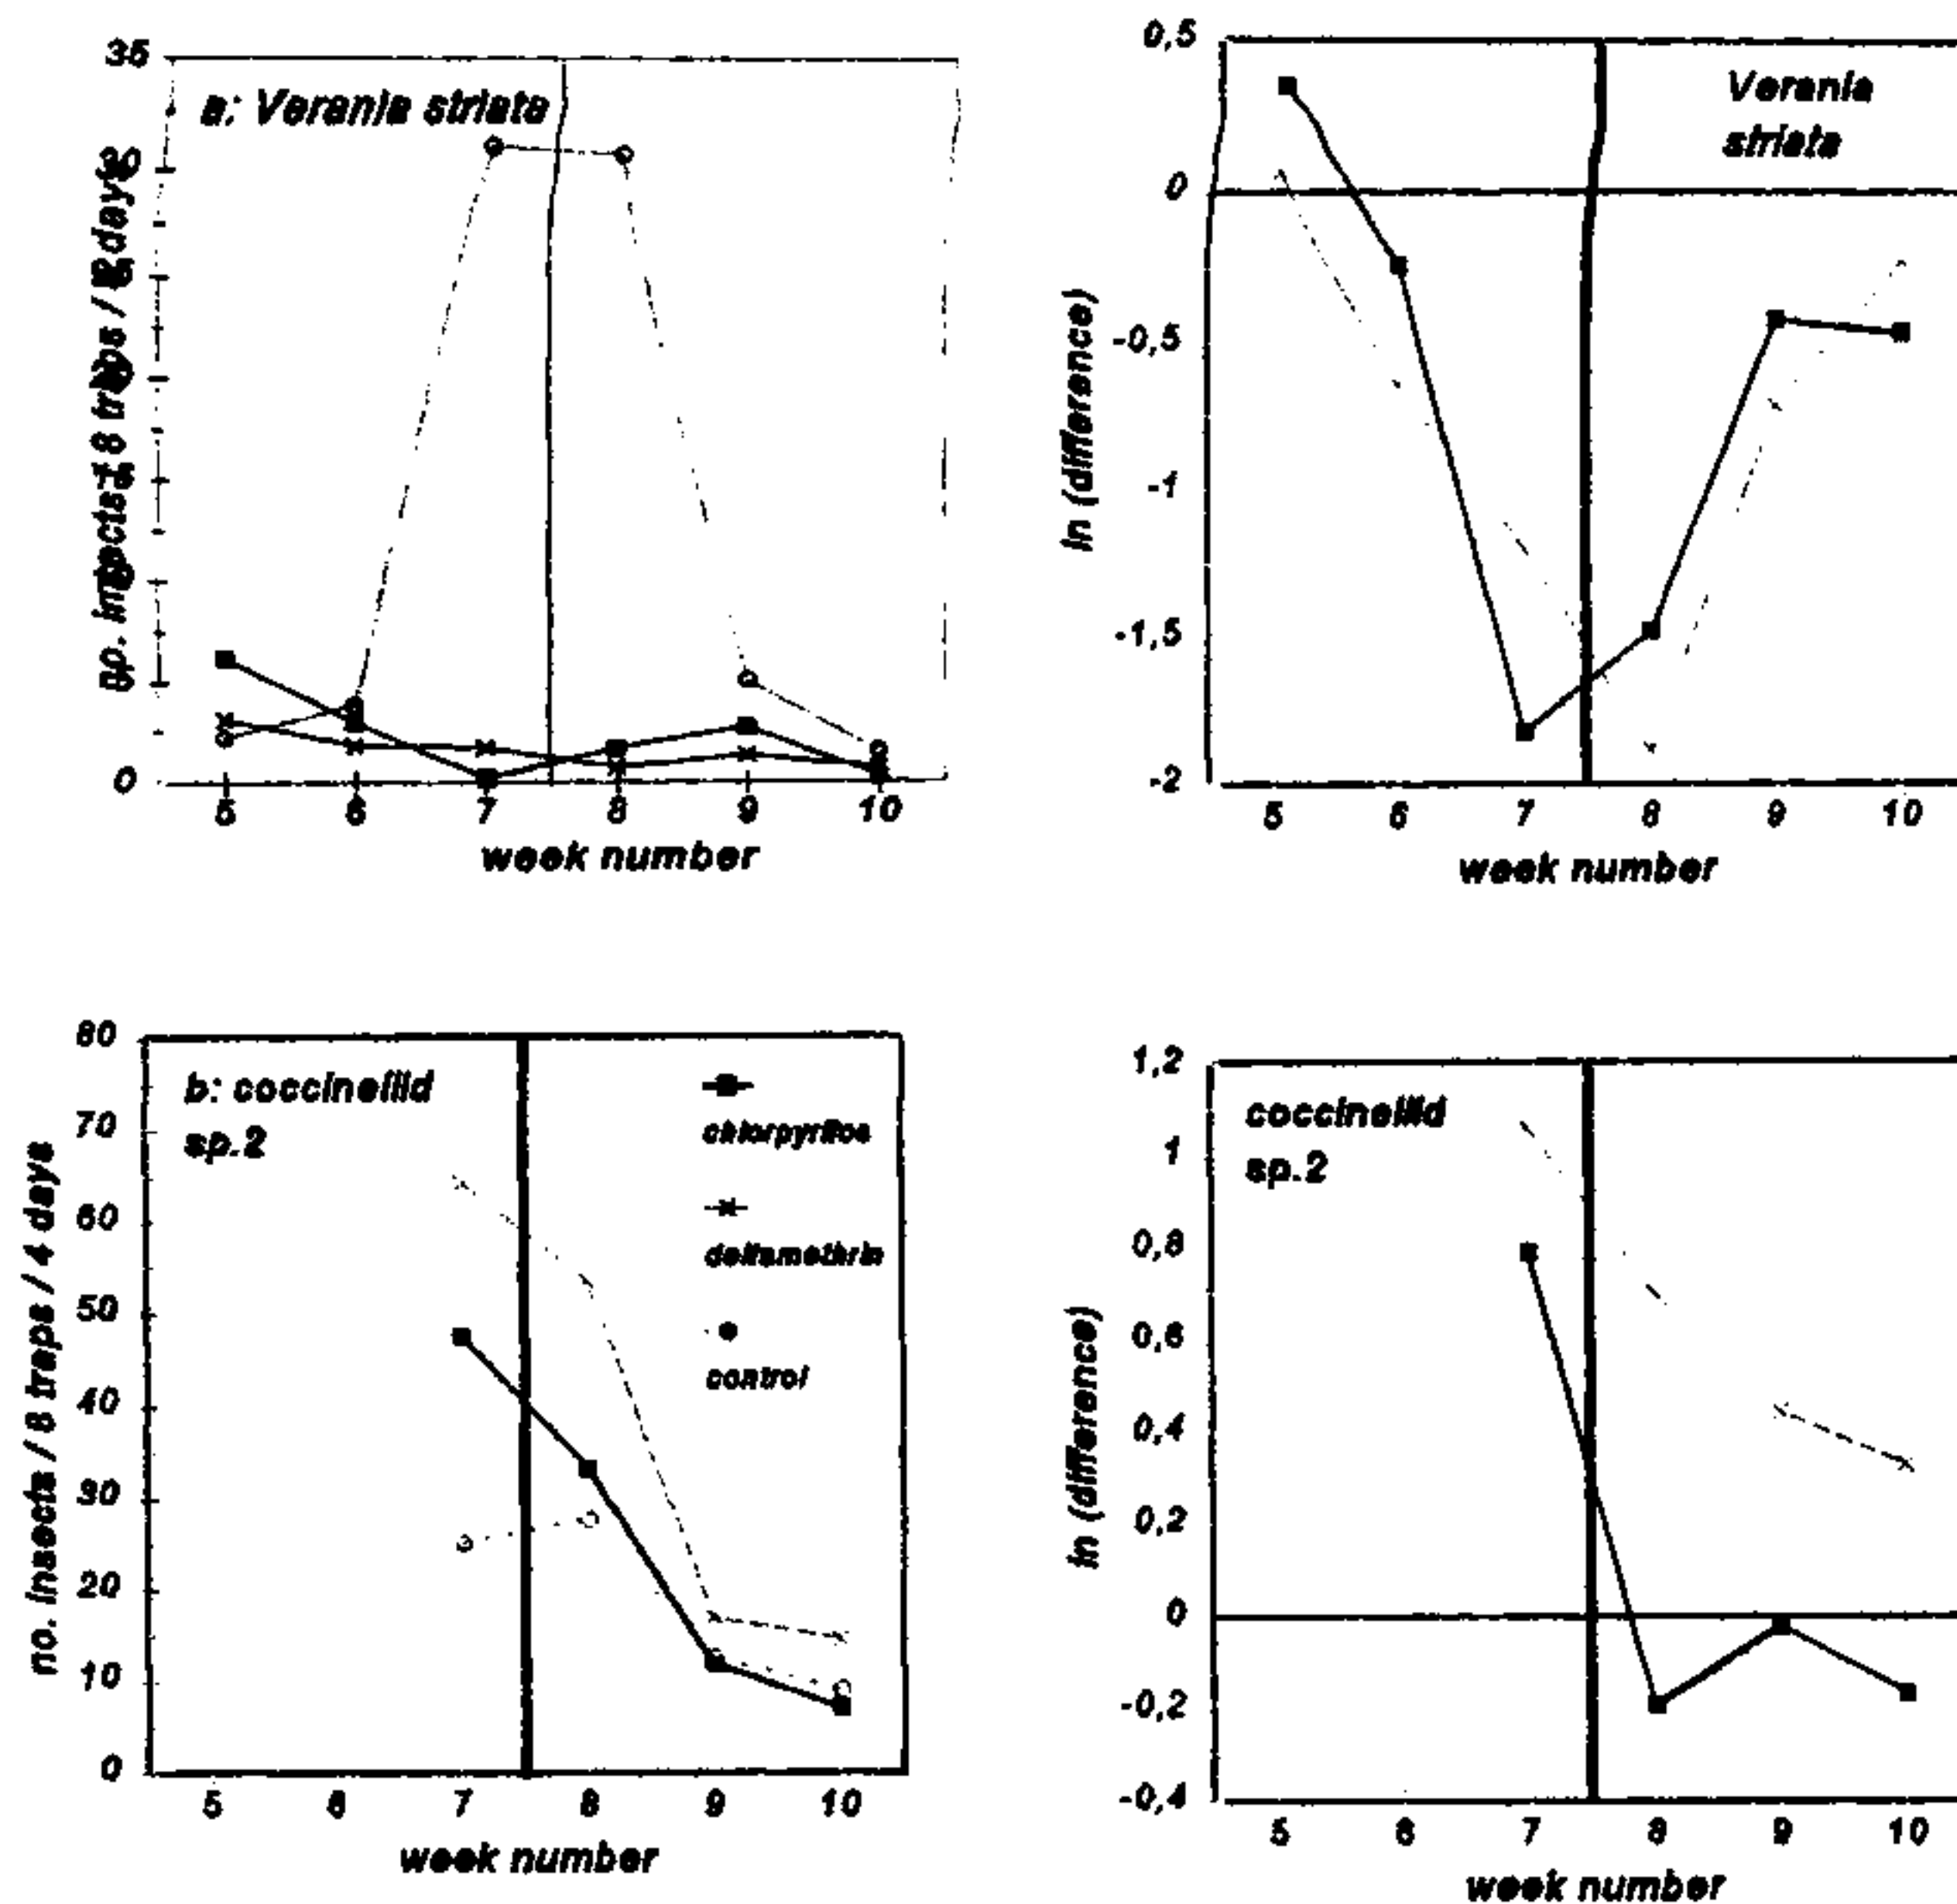 35
a: Verania striata
30
0
5 6 7 8 9 10
week number
0,5
Verania
striata
0
-0,5
-1
-1,5
-2
ln (difference)
5 6 7 8 9 10
week number
80
b: coccinellid
sp.2
70
60
50
40
30
20
10
0
no. insects / 8 traps / 4 days
chlorpyrifos
deltamethrin
control
5 6 7 8 9 10
week number
1,2
coccinellid
sp.2
1
0,8
0,6
0,4
0,2
0
-0,2
-0,4
ln (difference)
5 6 7 8 9 10
week number